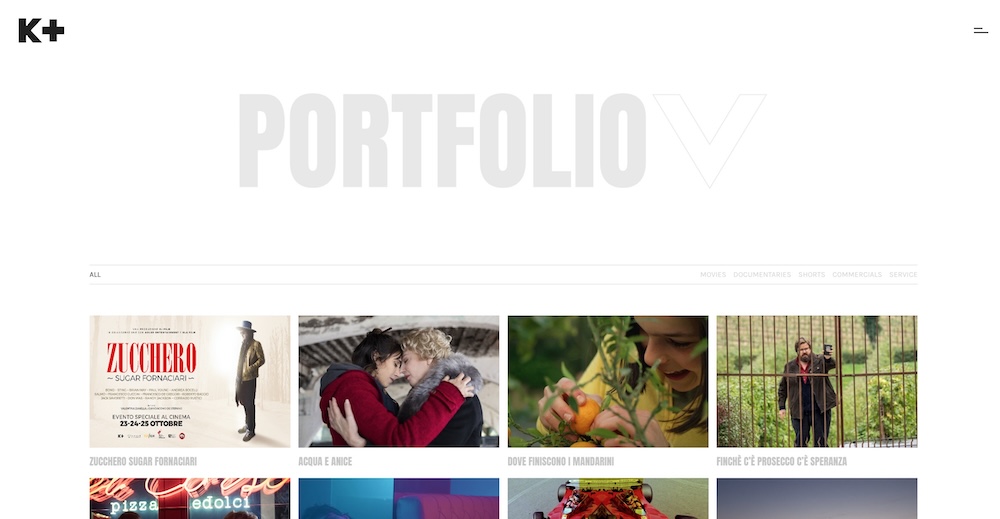 K+
PORTFOLIO
ALL
MOVIES DOCUMENTARIES SHORTS COMMERCIALS SERVICE
ZUCCHERO
SUGAR FORNACIARI
EVENTO SPECIALE AL CINEMA
23-24-25 OTTOBRE
ZUCCHERO SUGAR FORNACIARI
ACQUA E ANICE
DOVE FINISCONO I MANDARINI
FINCHÈ C'È PROSECCO C'È SPERANZA
pizza edolci